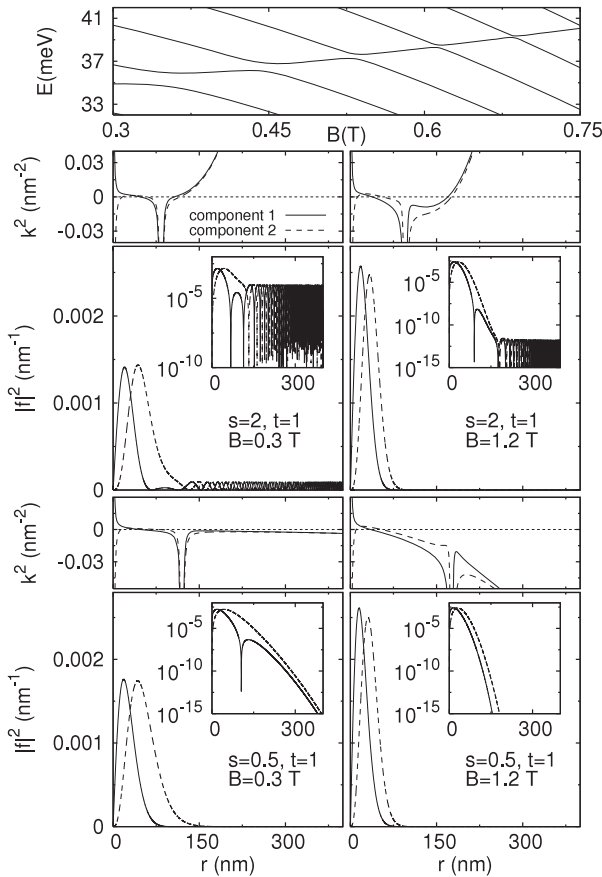 E(meV)
41
37
32
0.3
0.45
0.6
0.75
B(T)
k² (nm⁻²)
0.03
0
-0.03
component 1
component 2
|f|² (nm⁻¹)
0.002
0.001
0
10⁻⁵
10⁻¹⁰
0
300
s=2, t=1
B=0.3 T
10⁻⁵
10⁻¹⁰
10⁻¹⁵
0
300
s=2, t=1
B=1.2 T
k² (nm⁻²)
0
-0.03
|f|² (nm⁻¹)
0.002
0.001
0
10⁻⁵
10⁻¹⁰
10⁻¹⁵
0
300
s=0.5, t=1
B=0.3 T
10⁻⁵
10⁻¹⁰
10⁻¹⁵
0
300
s=0.5, t=1
B=1.2 T
0
150
300
0
150
300
r (nm)
r (nm)